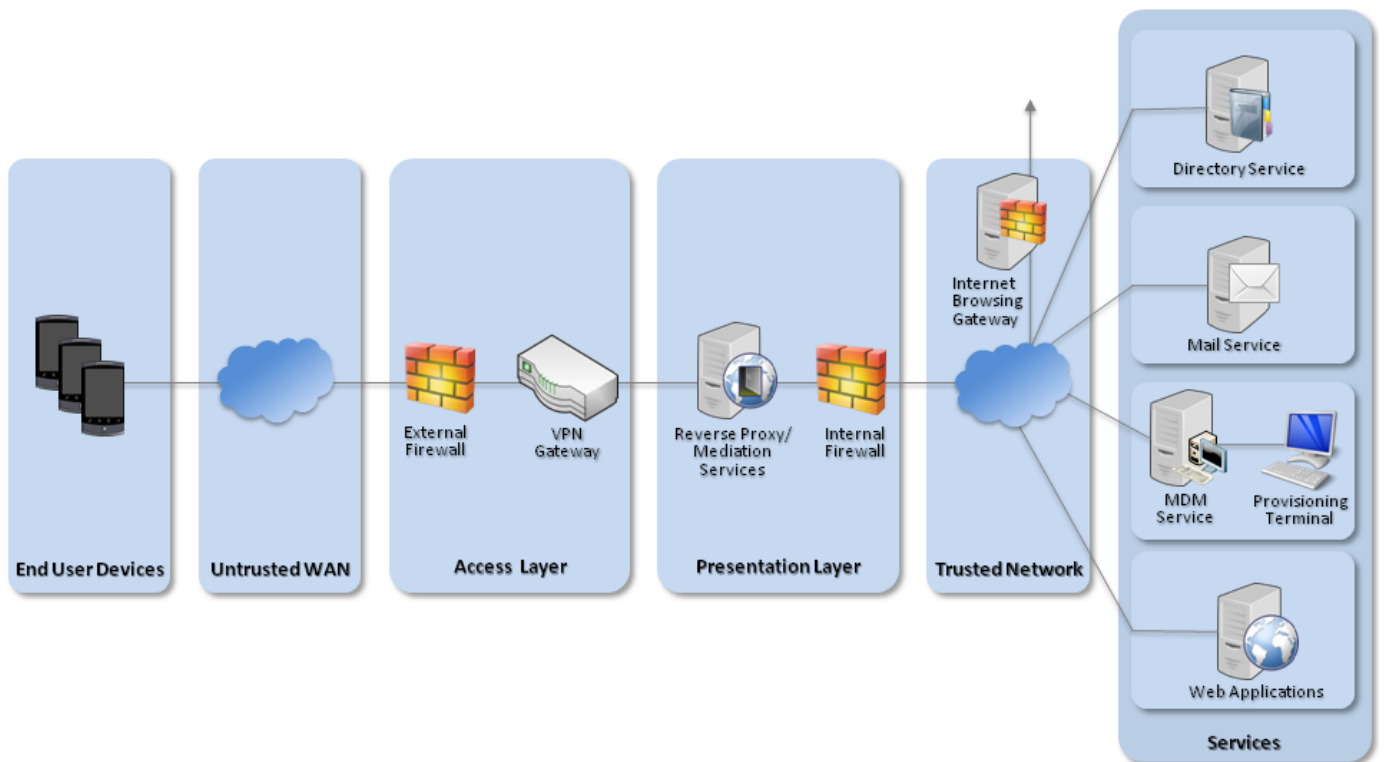 End User Devices
Untrusted WAN
External
Firewall
VPN
Gateway
Access Layer
Reverse Proxy/
Mediation
Services
Internal
Firewall
Presentation Layer
Internet
Browsing
Gateway
Trusted Network
Directory Service
Mail Service
MDM
Service
Provisioning
Terminal
Web Applications
Services